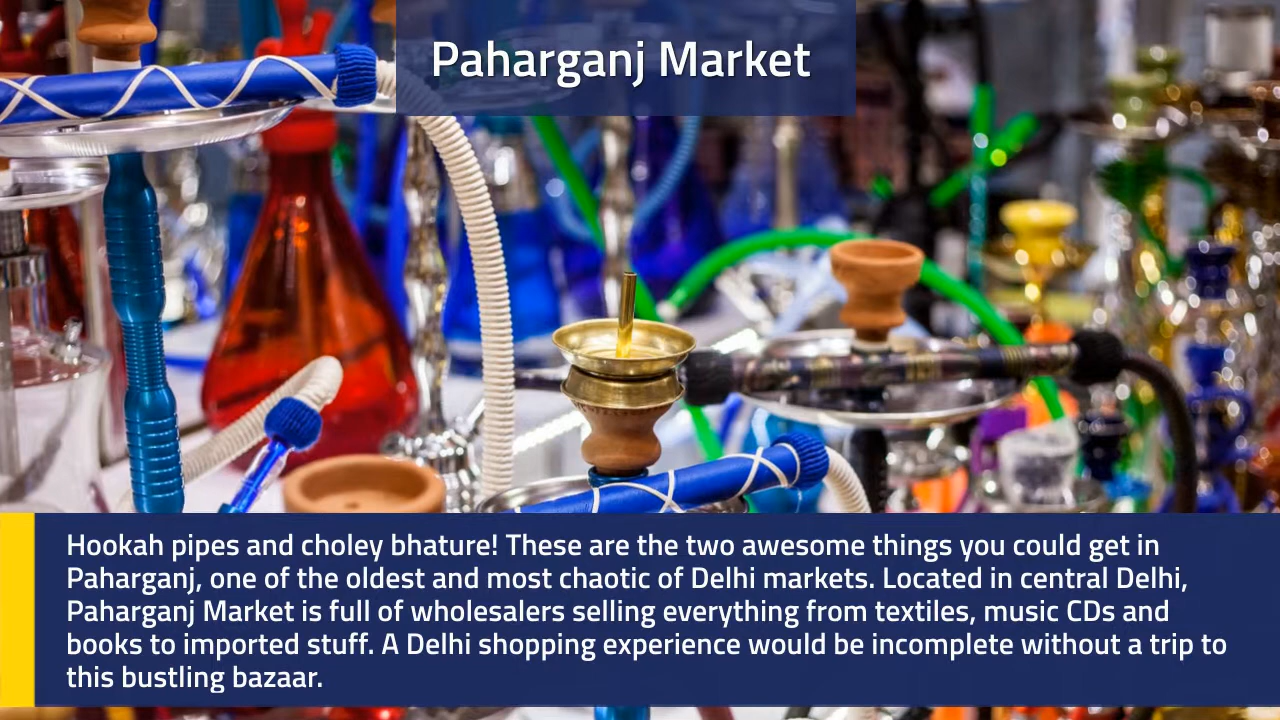 Paharganj Market
Hookah pipes and choley bhature! These are the two awesome things you could get in
Paharganj, one of the oldest and most chaotic of Delhi markets. Located in central Delhi,
Paharganj Market is full of wholesalers selling everything from textiles, music CDs and
books to imported stuff. A Delhi shopping experience would be incomplete without a trip to
this bustling bazaar.